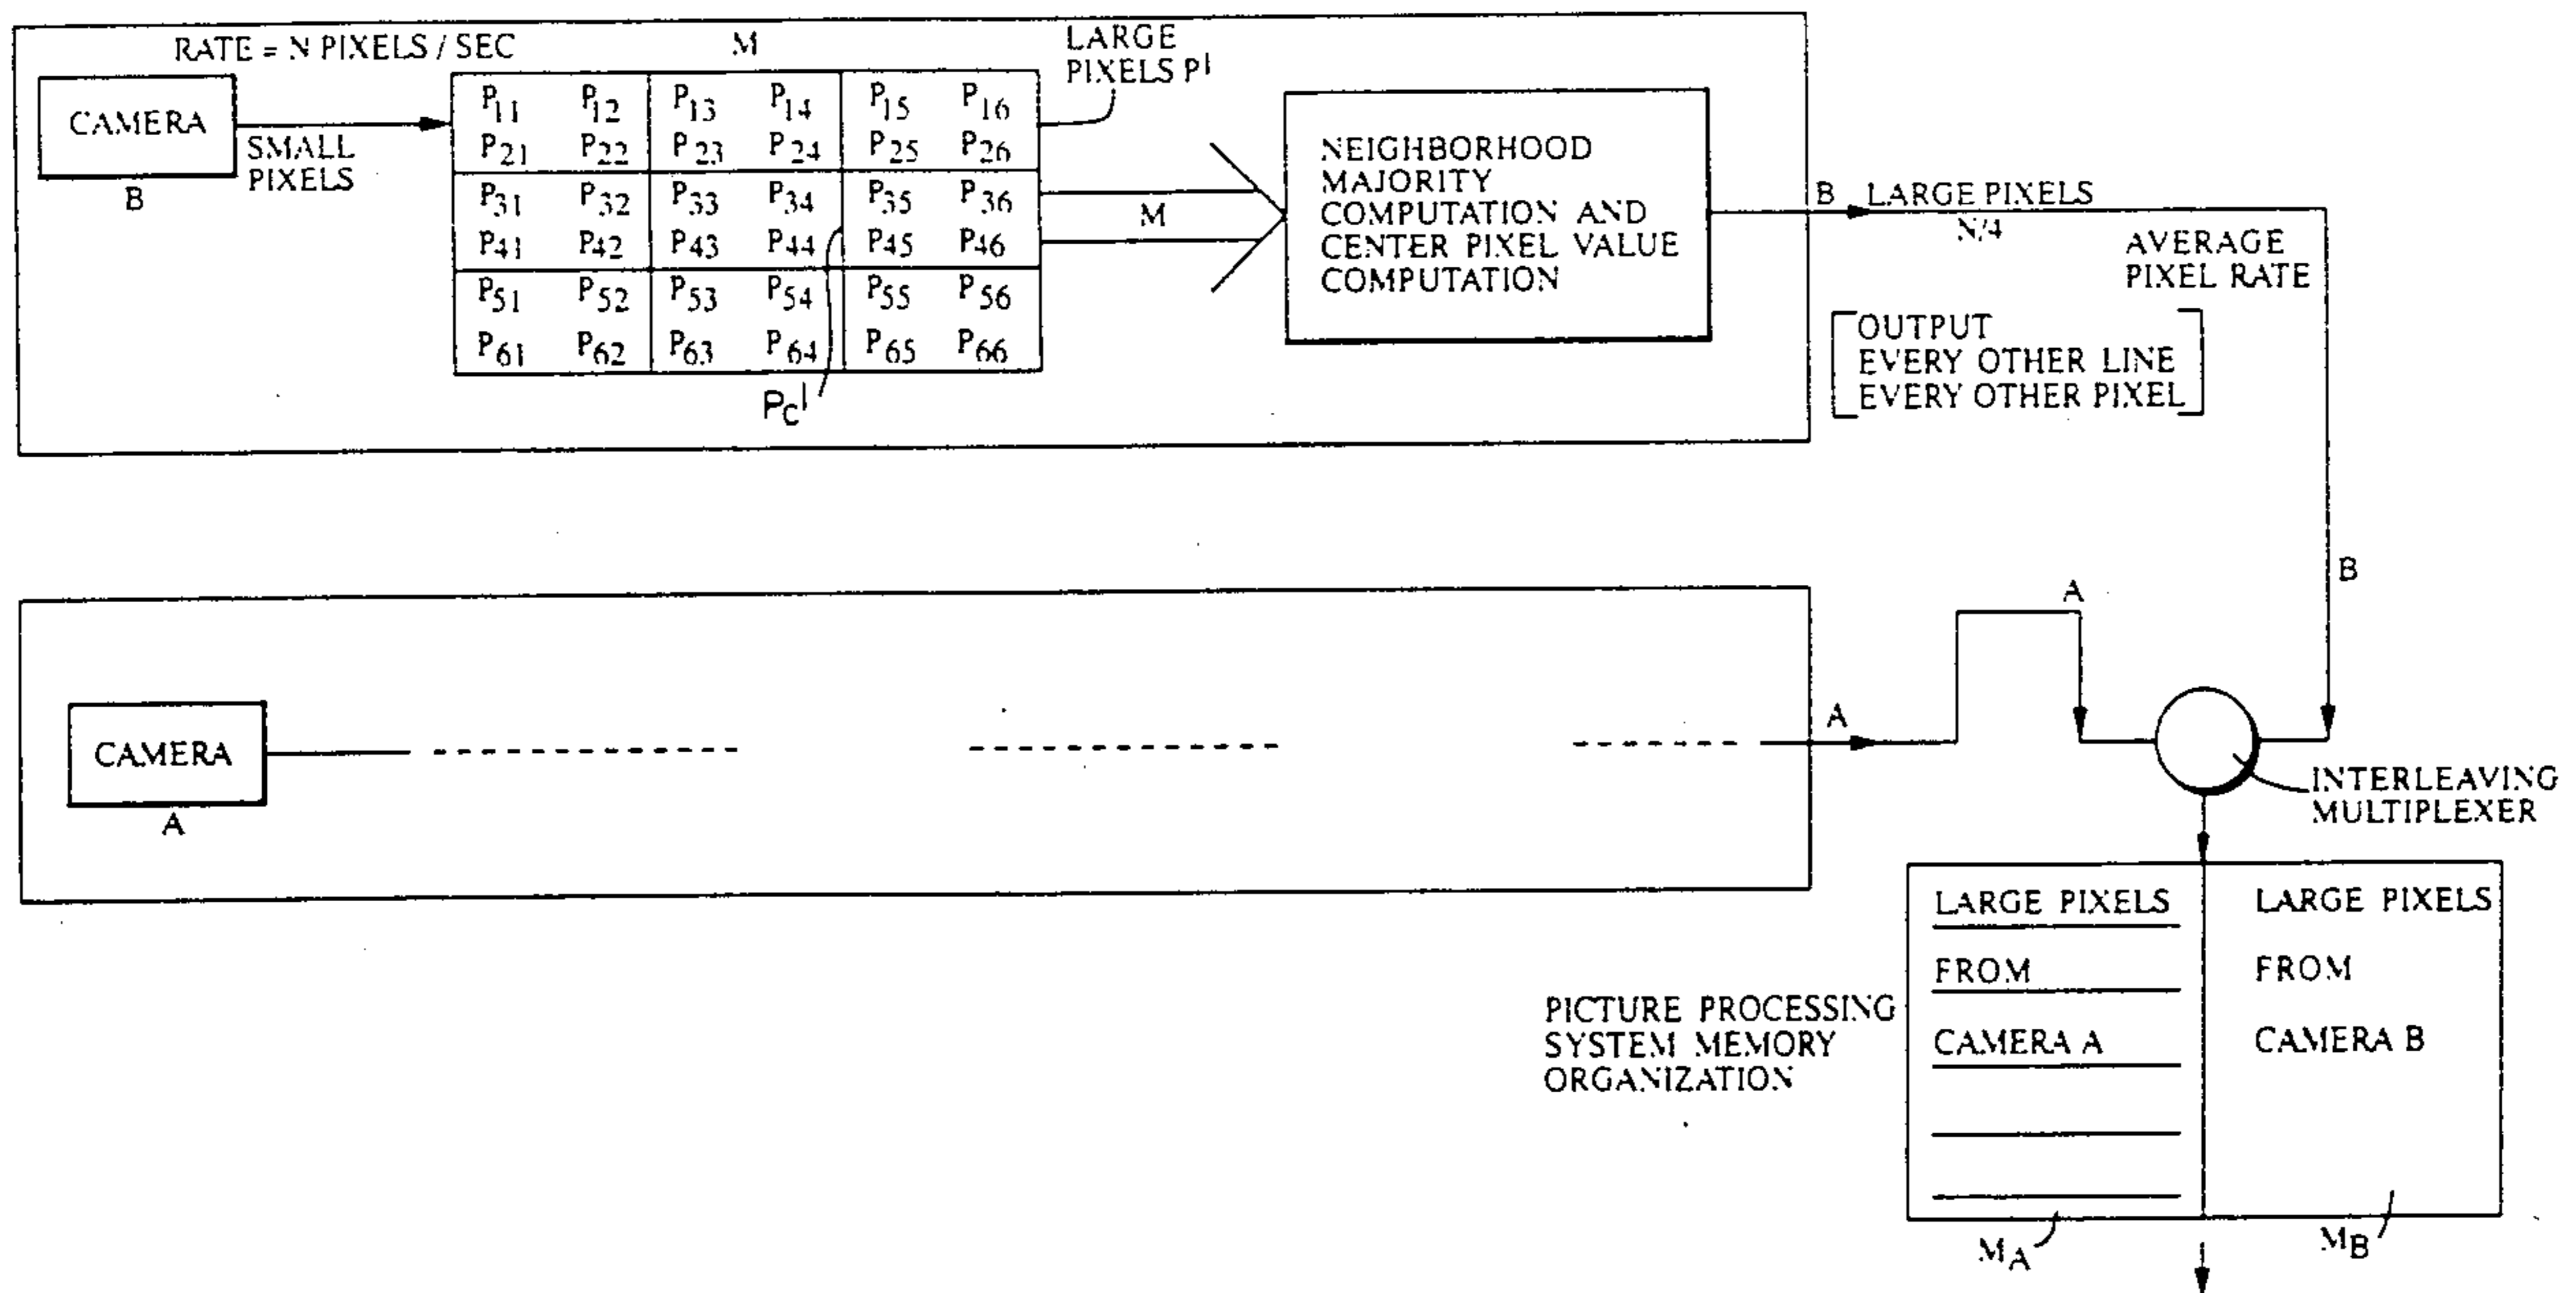 RATE = N PIXELS / SEC
M
LARGE
PIXELS P'
CAMERA
B
SMALL
PIXELS
P11 P12 P13 P14 P15 P16
P21 P22 P23 P24 P25 P26
P31 P32 P33 P34 P35 P36
P41 P42 P43 P44 P45 P46
P51 P52 P53 P54 P55 P56
P61 P62 P63 P64 P65 P66
PC'
M
NEIGHBORHOOD
MAJORITY
COMPUTATION AND
CENTER PIXEL VALUE
COMPUTATION
B
LARGE PIXELS
N/4
AVERAGE
PIXEL RATE
OUTPUT
EVERY OTHER LINE
EVERY OTHER PIXEL
B
A
CAMERA
A
A
INTERLEAVING
MULTIPLEXER
PICTURE PROCESSING
SYSTEM MEMORY
ORGANIZATION
LARGE PIXELS
FROM
CAMERA A
LARGE PIXELS
FROM
CAMERA B
MA
MB